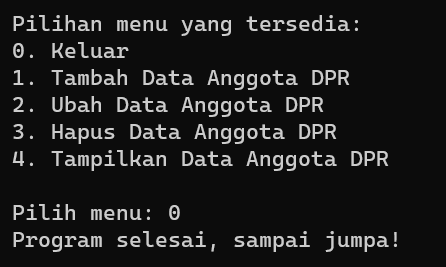 Pilihan menu yang tersedia:
0. Keluar
1. Tambah Data Anggota DPR
2. Ubah Data Anggota DPR
3. Hapus Data Anggota DPR
4. Tampilkan Data Anggota DPR

Pilih menu: 0
Program selesai, sampai jumpa!